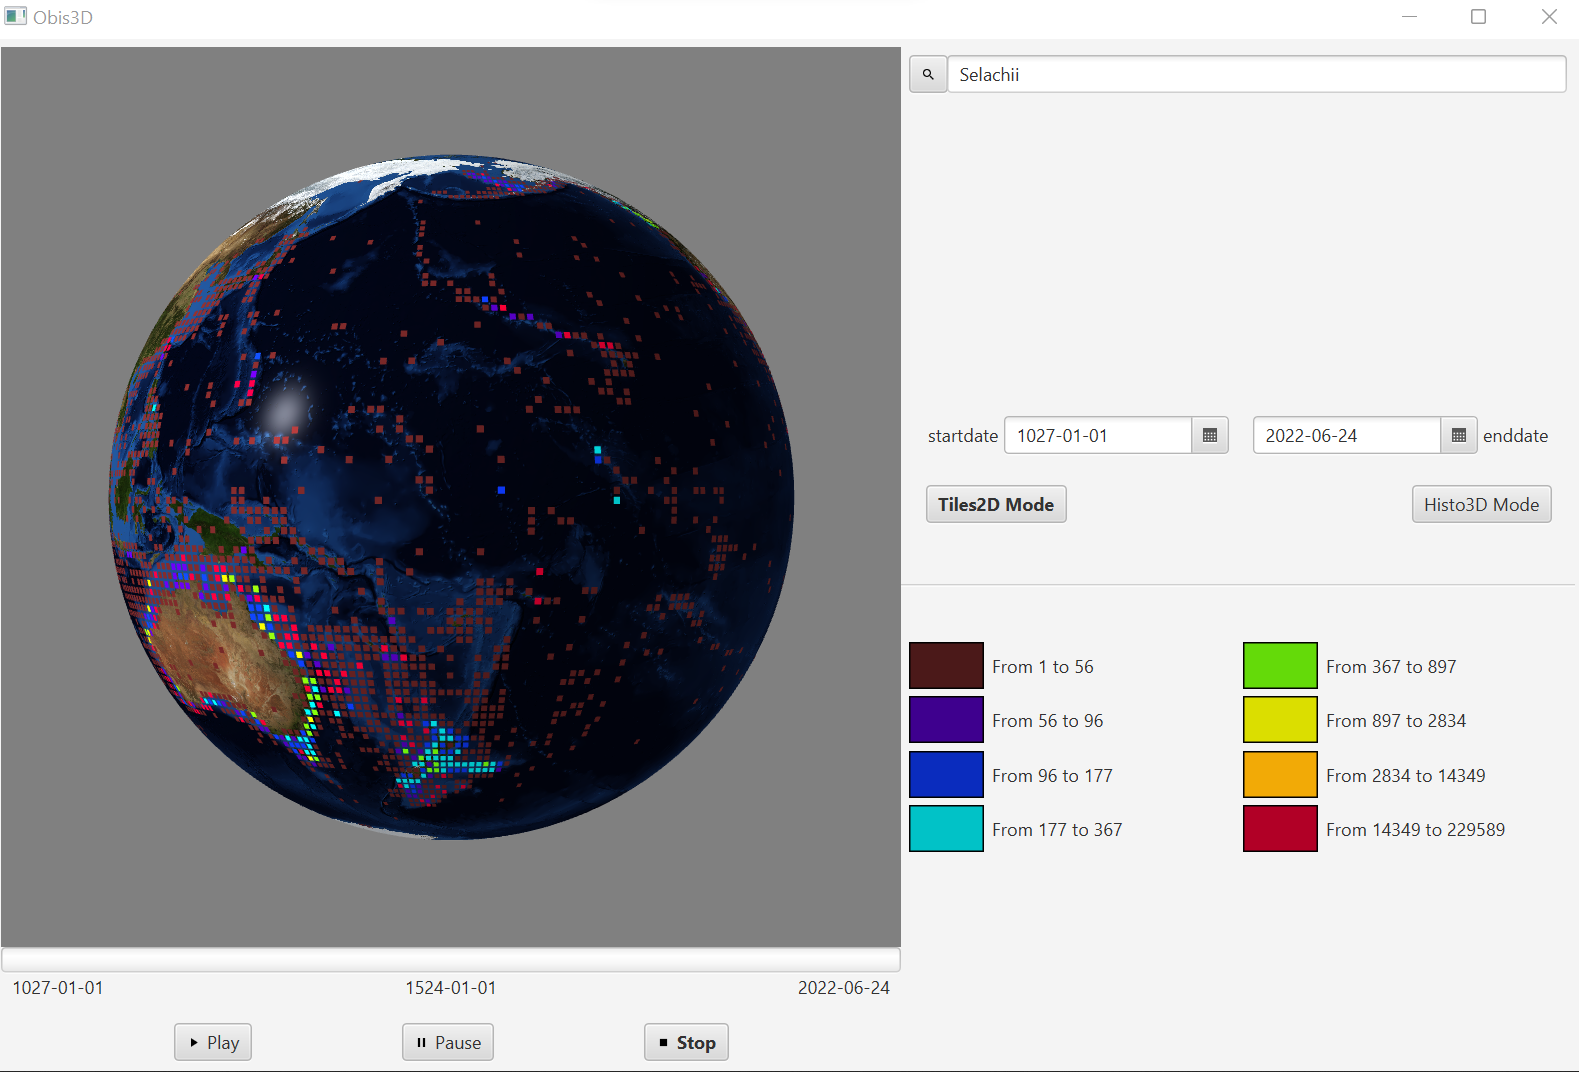 Obis3D
Selachii
startdate 1027-01-01 2022-06-24 enddate
Tiles2D Mode Histo3D Mode
From 1 to 56 From 367 to 897
From 56 to 96 From 897 to 2834
From 96 to 177 From 2834 to 14349
From 177 to 367 From 14349 to 229589
1027-01-01 1524-01-01 2022-06-24
Play Pause Stop